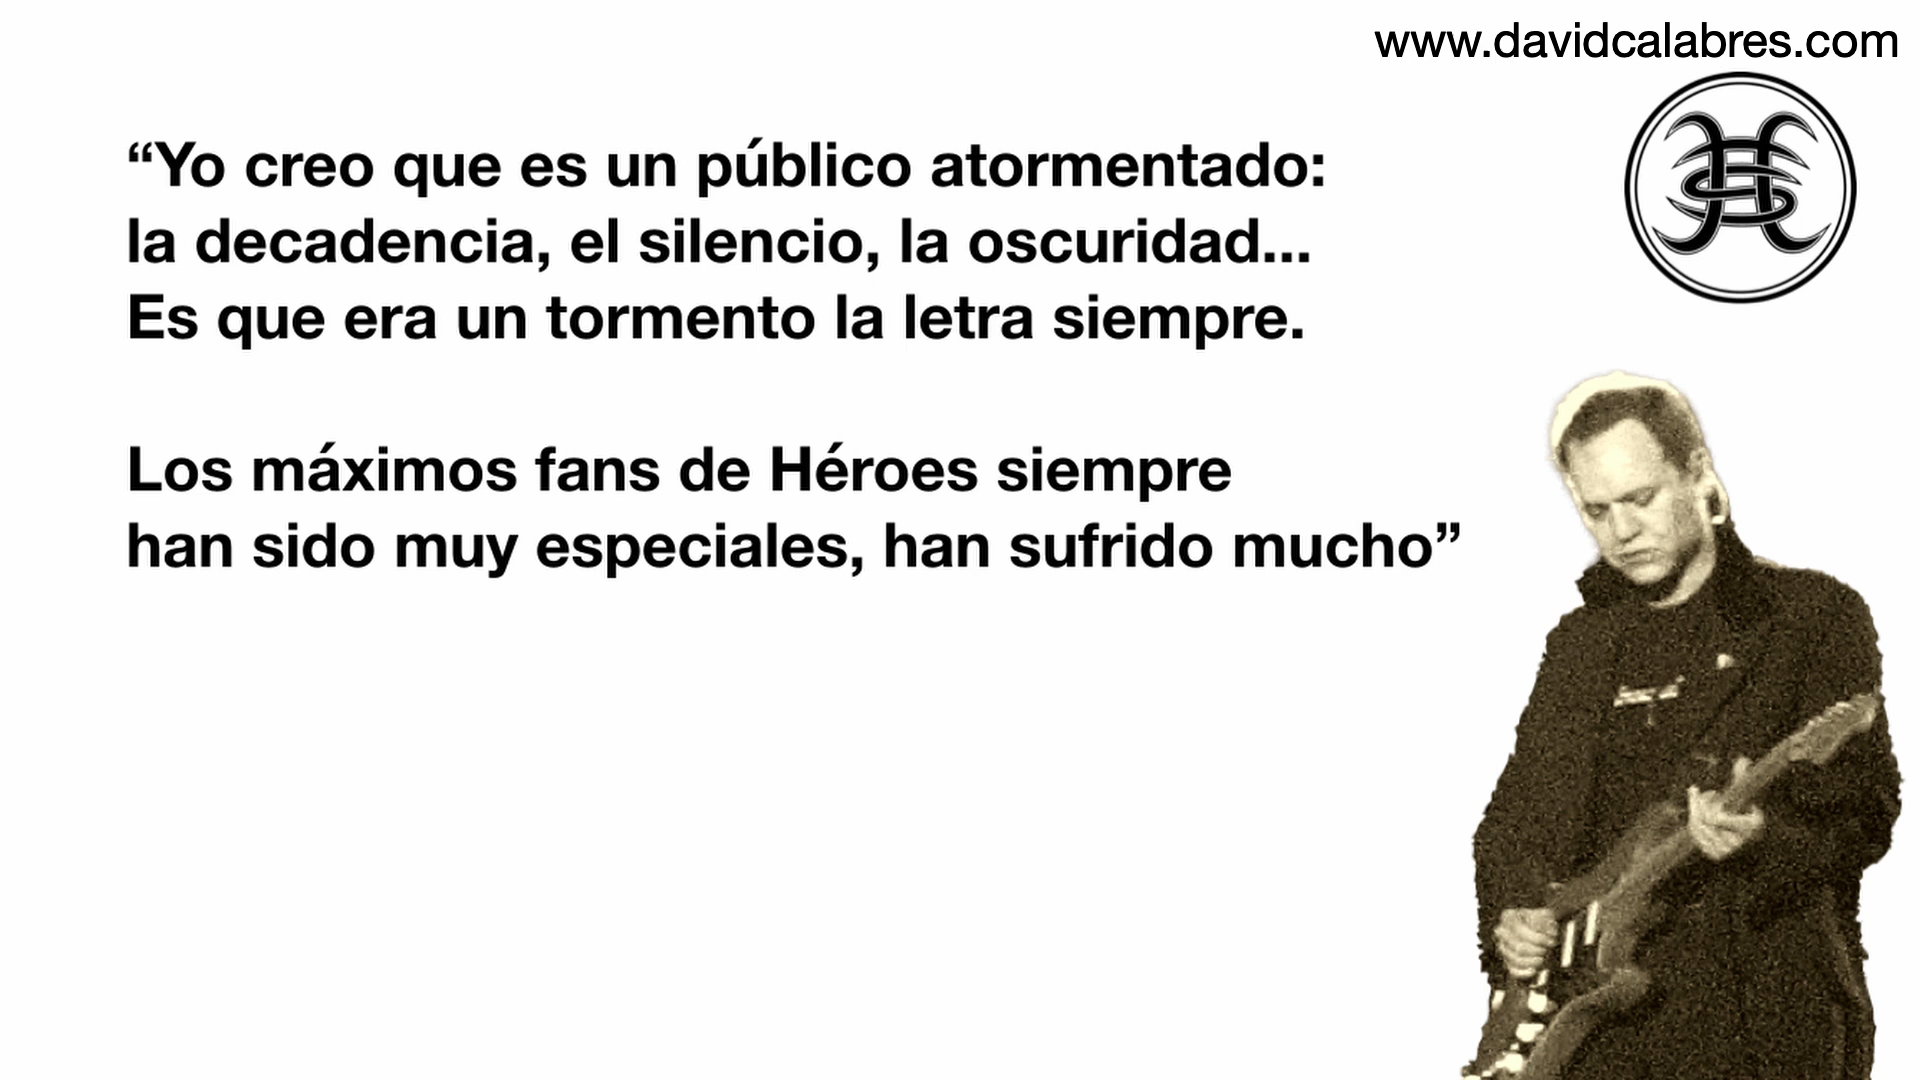 www.davidcalabres.com
“Yo creo que es un público atormentado:
la decadencia, el silencio, la oscuridad...
Es que era un tormento la letra siempre.
Los máximos fans de Héroes siempre
han sido muy especiales, han sufrido mucho”